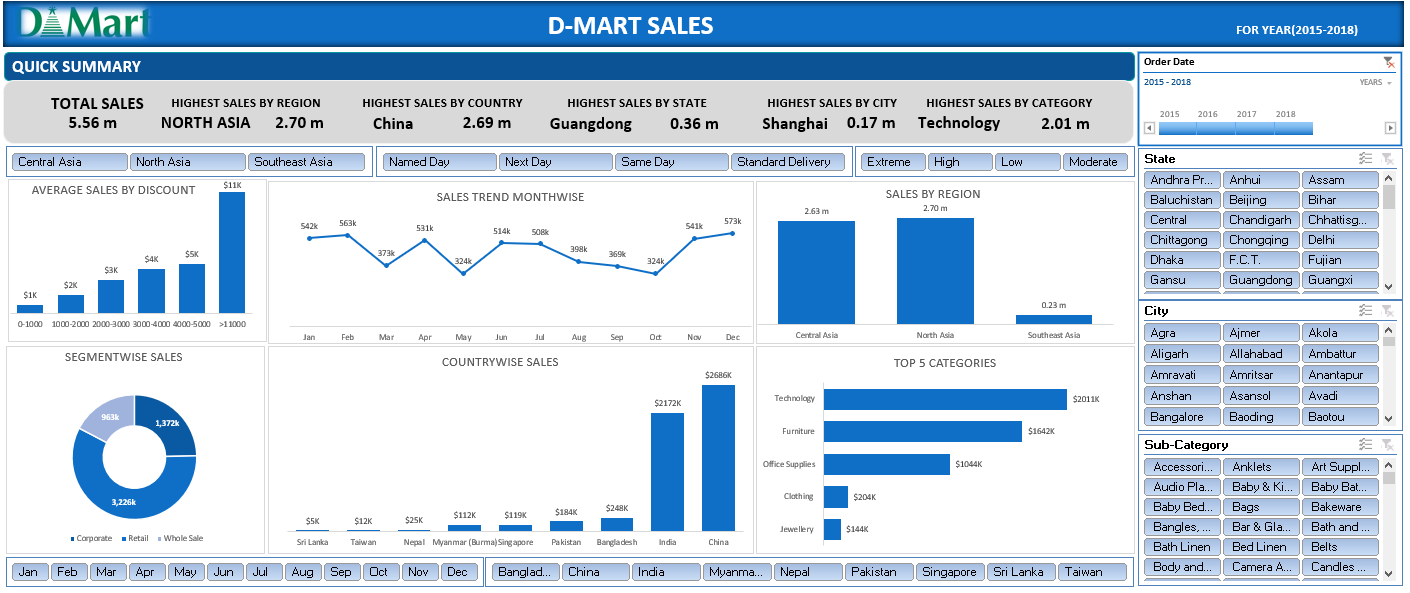 D Mart
D-MART SALES
FOR YEAR(2015-2018)
QUICK SUMMARY
TOTAL SALES
5.56 m
HIGHEST SALES BY REGION
NORTH ASIA 2.70 m
HIGHEST SALES BY COUNTRY
China 2.69 m
HIGHEST SALES BY STATE
Guangdong 0.36 m
HIGHEST SALES BY CITY
Shanghai 0.17 m
HIGHEST SALES BY CATEGORY
Technology 2.01 m
Order Date
2015 - 2018 YEARS
2015 2016 2017 2018
Central Asia North Asia Southeast Asia
Named Day Next Day Same Day Standard Delivery
Extreme High Low Moderate
AVERAGE SALES BY DISCOUNT
$1K $2K $3K $4K $5K $11K
0-1000 1000-2000 2000-3000 3000-4000 4000-5000 >11000
SALES TREND MONTHWISE
542k 563k 373k 531k 324k 514k 508k 398k 369k 324k 541k 573k
Jan Feb Mar Apr May Jun Jul Aug Sep Oct Nov Dec
SALES BY REGION
2.63 m 2.70 m 0.23 m
Central Asia North Asia Southeast Asia
SEGMENTWISE SALES
963k 1,372k
3,226k
Corporate Retail Whole Sale
COUNTRYWISE SALES
$5K $12K $25K $112K $119K $184K $248K $2172K $2686K
Sri Lanka Taiwan Nepal Myanmar (Burma) Singapore Pakistan Bangladesh India China
TOP 5 CATEGORIES
Technology $2011K
Furniture $1642K
Office Supplies $1044K
Clothing $204K
Jewellery $144K
Jan Feb Mar Apr May Jun Jul Aug Sep Oct Nov Dec
Banglad... China India Myanma... Nepal Pakistan Singapore Sri Lanka Taiwan
State
Andhra Pr... Anhui Assam
Baluchistan Beijing Bihar
Central Chandigarh Chhattisg...
Chittagong Chongqing Delhi
Dhaka F.C.T. Fujian
Gansu Guangdong Guangxi
City
Agra Ajmer Akola
Aligarh Allahabad Ambattur
Amravati Amritsar Anantapur
Anshan Asansol Avadi
Bangalore Baoding Baotou
Sub-Category
Accessori... Anklets Art Suppl...
Audio Pla... Baby & Ki... Baby Bat...
Baby Bed... Bags Bakeware
Bangles, ... Bar & Gla... Bath and ...
Bath Linen Bed Linen Belts
Body and... Camera A... Candles ...